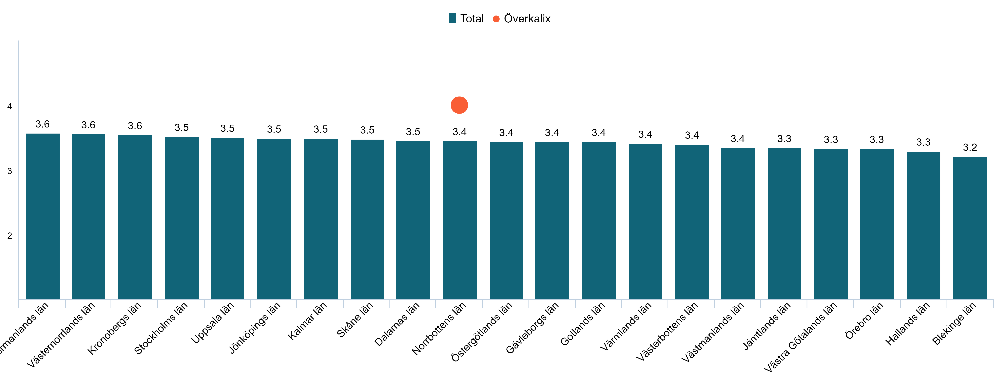 Total Överkalix
4
3
2
3.6 3.6 3.6 3.5 3.5 3.5 3.5 3.5 3.5 3.4 3.4 3.4 3.4 3.4 3.4 3.4 3.3 3.3 3.3 3.3 3.2
ermanlands län
Västernorrlands län
Kronobergs län
Stockholms län
Uppsala län
Jönköpings län
Kalmar län
Skåne län
Dalarnas län
Norrbottens län
Östergötlands län
Gävleborgs län
Gotlands län
Värmlands län
Västerbottens län
Västmanlands län
Jämtlands län
Västra Götalands län
Örebro län
Hallands län
Blekinge län